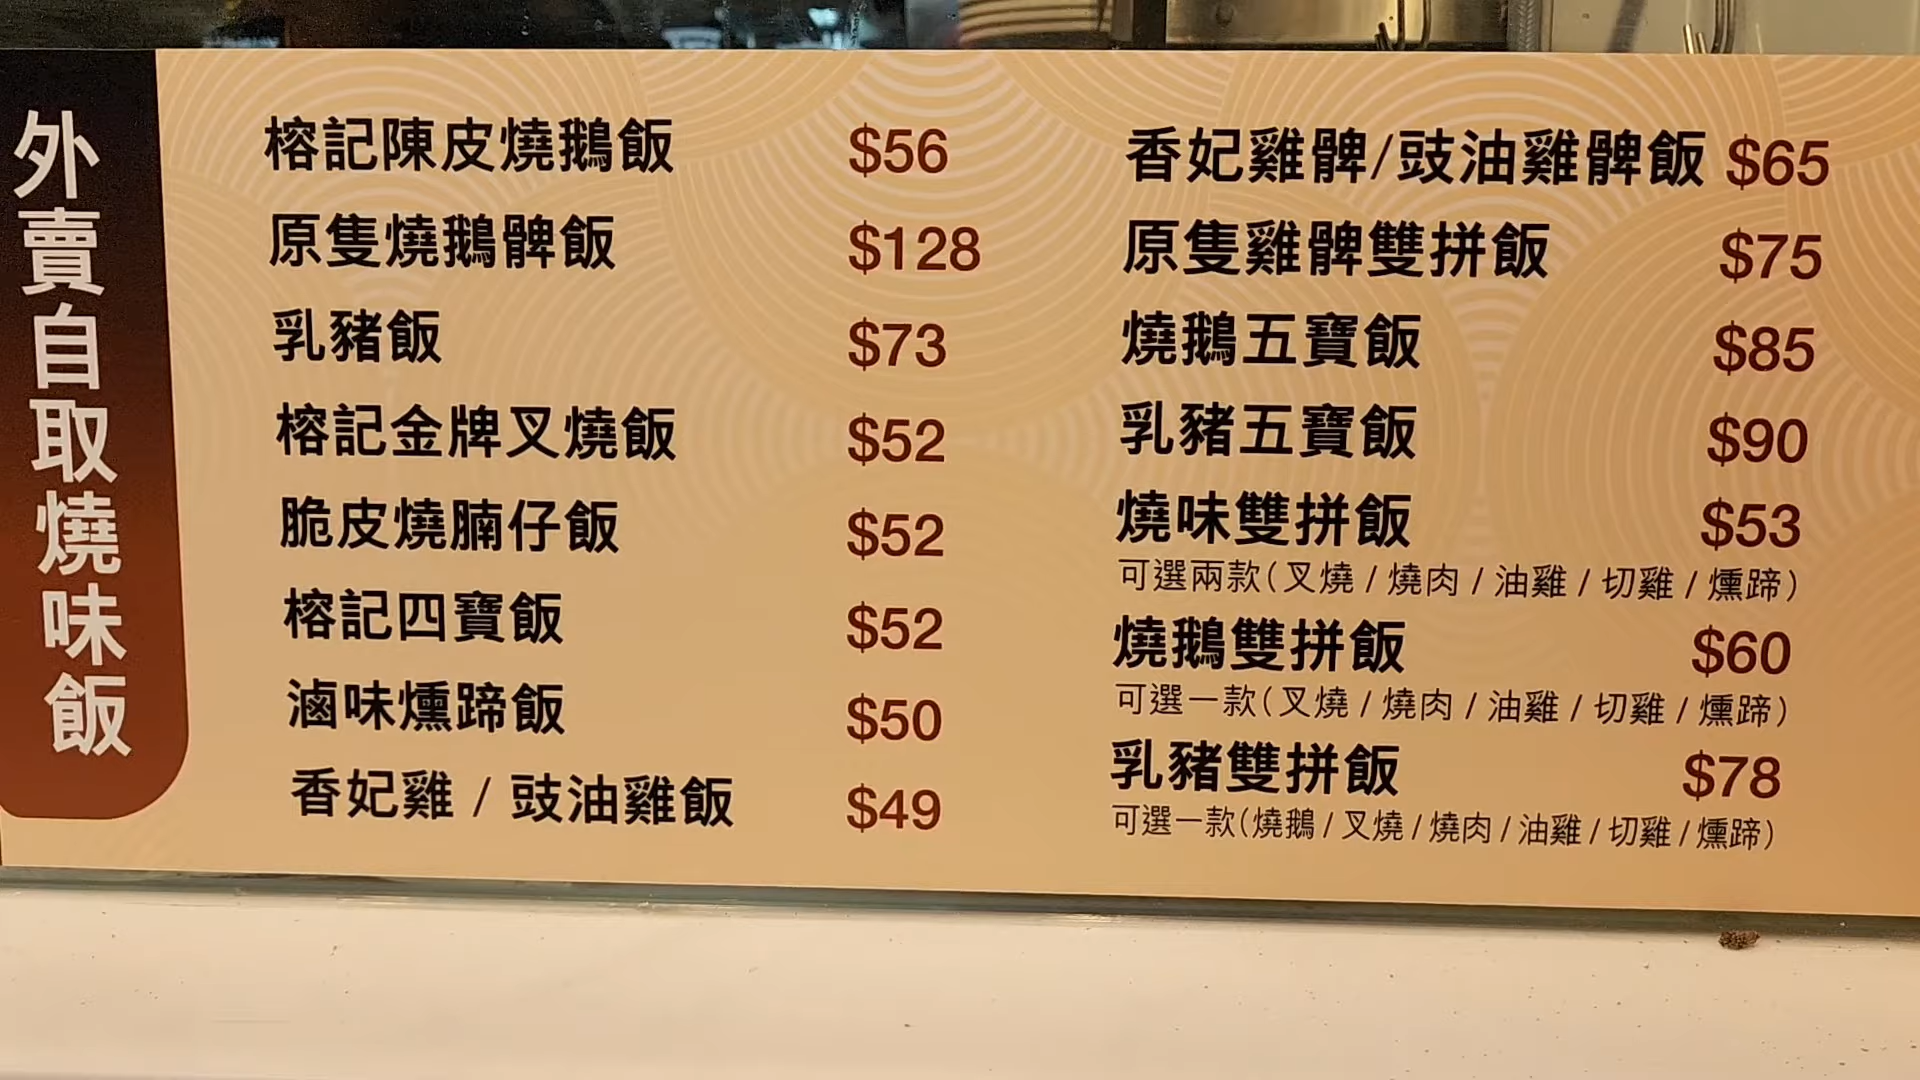 外賣自取燒味飯
榕記陳皮燒鵝飯 $56
原隻燒鵝髀飯 $128
乳豬飯 $73
榕記金牌叉燒飯 $52
脆皮燒腩仔飯 $52
榕記四寶飯 $52
滷味燻蹄飯 $50
香妃雞 / 豉油雞飯 $49
香妃雞髀/豉油雞髀飯 $65
原隻雞髀雙拼飯 $75
燒鵝五寶飯 $85
乳豬五寶飯 $90
燒味雙拼飯 $53
可選兩款(叉燒 / 燒肉 / 油雞 / 切雞 / 燻蹄)
燒鵝雙拼飯 $60
可選一款(叉燒 / 燒肉 / 油雞 / 切雞 / 燻蹄)
乳豬雙拼飯 $78
可選一款(燒鵝 / 叉燒 / 燒肉 / 油雞 / 切雞 / 燻蹄)